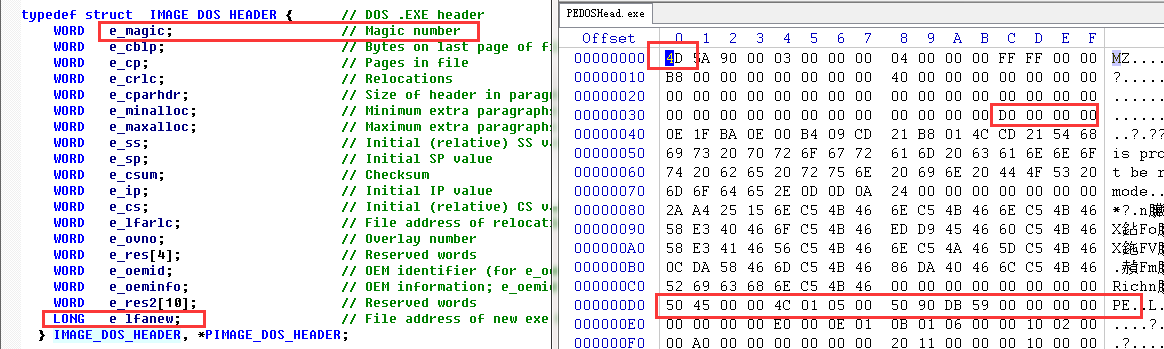 typedef struct _IMAGE_DOS_HEADER { // DOS .EXE header
WORD e_magic; // Magic number
WORD e_cblp; // Bytes on last page of fi
WORD e_cp; // Pages in file
WORD e_crlc; // Relocations
WORD e_cparhdr; // Size of header in paragr
WORD e_minalloc; // Minimum extra paragraphs
WORD e_maxalloc; // Maximum extra paragraphs
WORD e_ss; // Initial (relative) SS va
WORD e_sp; // Initial SP value
WORD e_csum; // Checksum
WORD e_ip; // Initial IP value
WORD e_cs; // Initial (relative) CS va
WORD e_lfarlc; // File address of relocati
WORD e_ovno; // Overlay number
WORD e_res[4]; // Reserved words
WORD e_oemid; // OEM identifier (for e_oe
WORD e_oeminfo; // OEM information; e_oemid
WORD e_res2[10]; // Reserved words
LONG e_lfanew; // File address of new exe
} IMAGE_DOS_HEADER, *PIMAGE_DOS_HEADER;
PEDOSHead.exe
Offset 0 1 2 3 4 5 6 7 8 9 A B C D E F
00000000 4D 5A 90 00 03 00 00 00 04 00 00 00 FF FF 00 00 MZ.....
00000010 B8 00 00 00 00 00 00 00 40 00 00 00 00 00 00 00 ?.......
00000020 00 00 00 00 00 00 00 00 00 00 00 00 00 00 00 00 ........
00000030 00 00 00 00 00 00 00 00 00 00 00 00 D0 00 00 00 ........
00000040 0E 1F BA 0E 00 B4 09 CD 21 B8 01 4C CD 21 54 68 ..?.??
00000050 69 73 20 70 72 6F 67 72 61 6D 20 63 61 6E 6E 6F is pro
00000060 74 20 62 65 20 72 75 6E 20 69 6E 20 44 4F 53 20 t be r
00000070 6D 6F 64 65 2E 0D 0D 0A 24 00 00 00 00 00 00 00 mode...
00000080 2A A4 25 15 6E C5 4B 46 6E C5 4B 46 6E C5 4B 46 *?.n
00000090 58 E3 40 46 6F C5 4B 46 ED D9 45 46 60 C5 4B 46
000000A0 58 E3 41 46 56 C5 4B 46 6E C5 4A 46 5D C5 4B 46
000000B0 0C DA 58 46 6D C5 4B 46 86 DA 40 46 6C C5 4B 46
000000C0 52 69 63 68 6E C5 4B 46 00 00 00 00 00 00 00 00 Richn
000000D0 50 45 00 00 4C 01 05 00 50 90 DB 59 00 00 00 00 PE..L.
000000E0 00 00 00 00 E0 00 0E 01 0B 01 06 00 00 10 02 00 ....?.
000000F0 00 A0 00 00 00 00 00 00 20 11 00 00 00 10 00 00